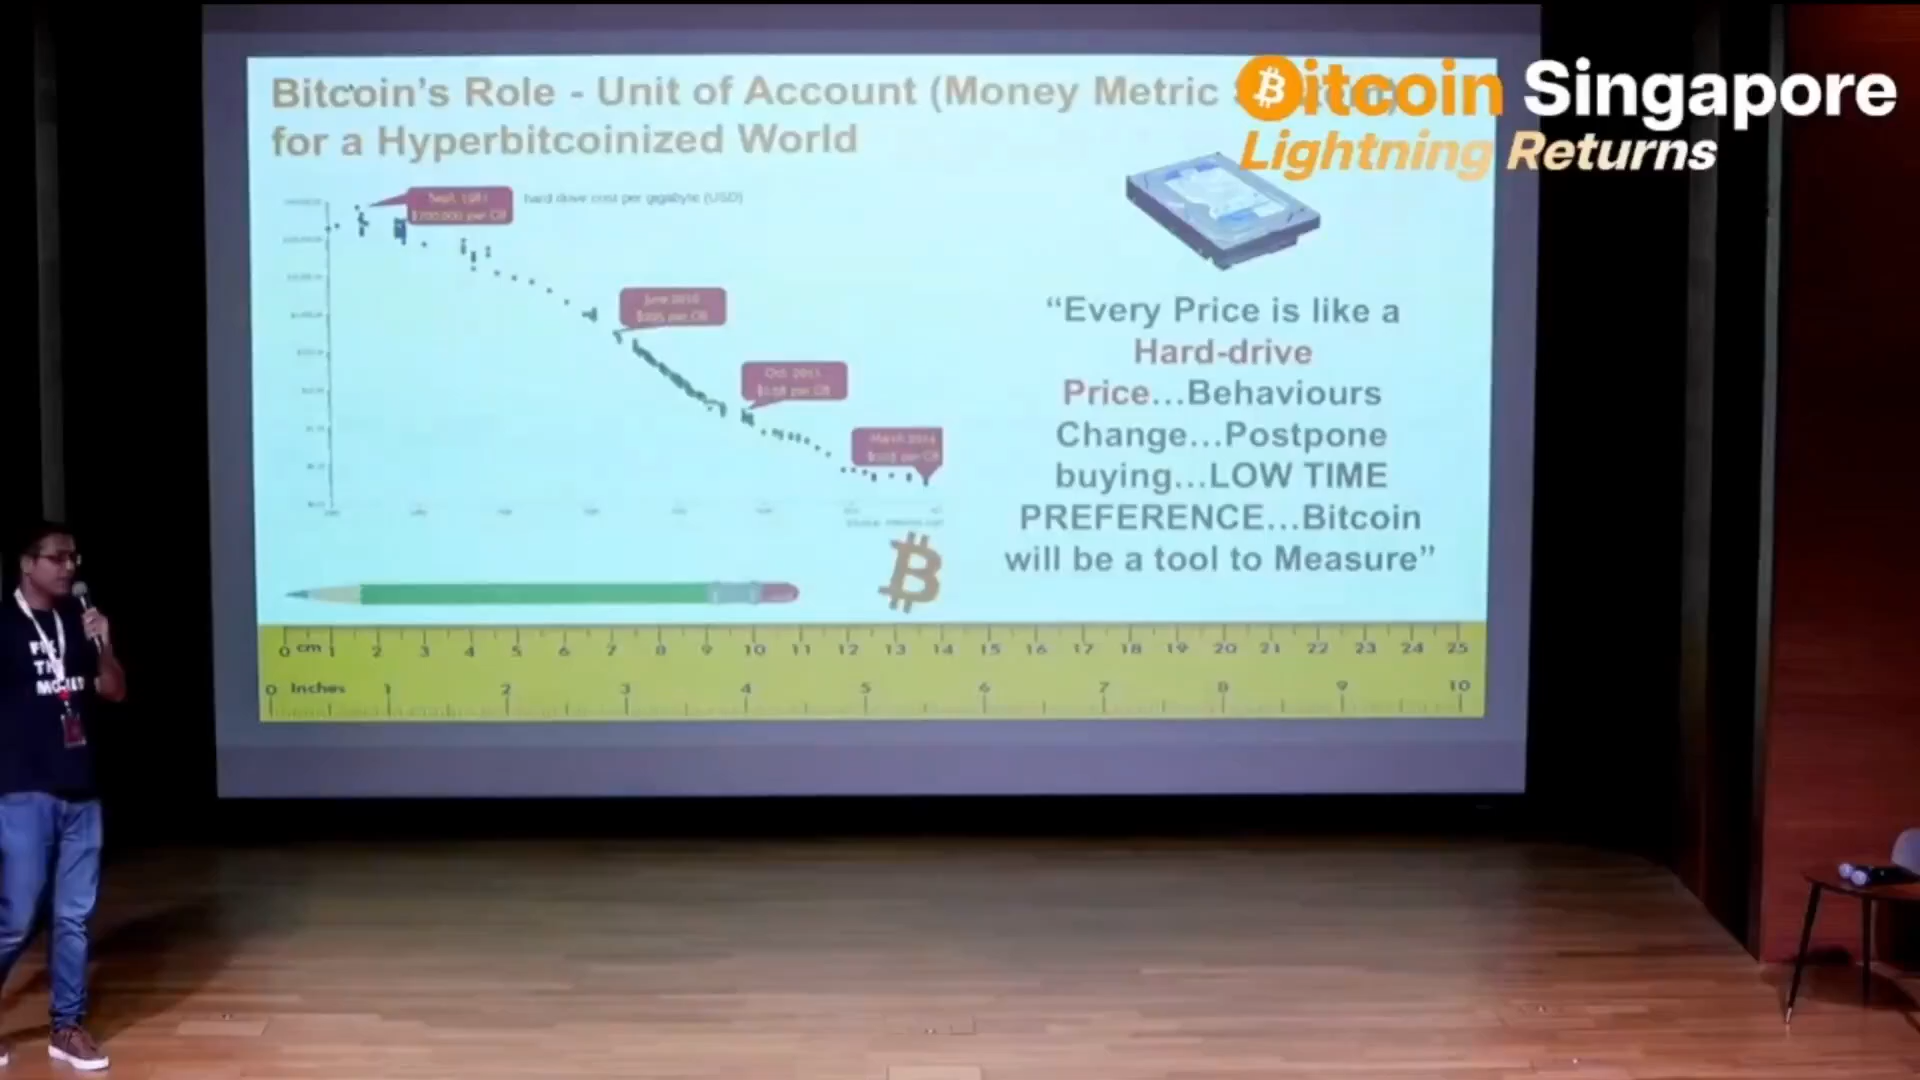 Bitcoin Singapore
Lightning Returns
Bitcoin's Role - Unit of Account (Money Metric
for a Hyperbitcoinized World
hard drive cost per gigabyte (USD)
"Every Price is like a
Hard-drive
Price...Behaviours
Change...Postpone
buying...LOW TIME
PREFERENCE...Bitcoin
will be a tool to Measure"
0 cm 1 2 3 4 5 6 7 8 9 10 11 12 13 14 15 16 17 18 19 20 21 22 23 24 25
0 Inches 1 2 3 4 5 6 7 8 9 10